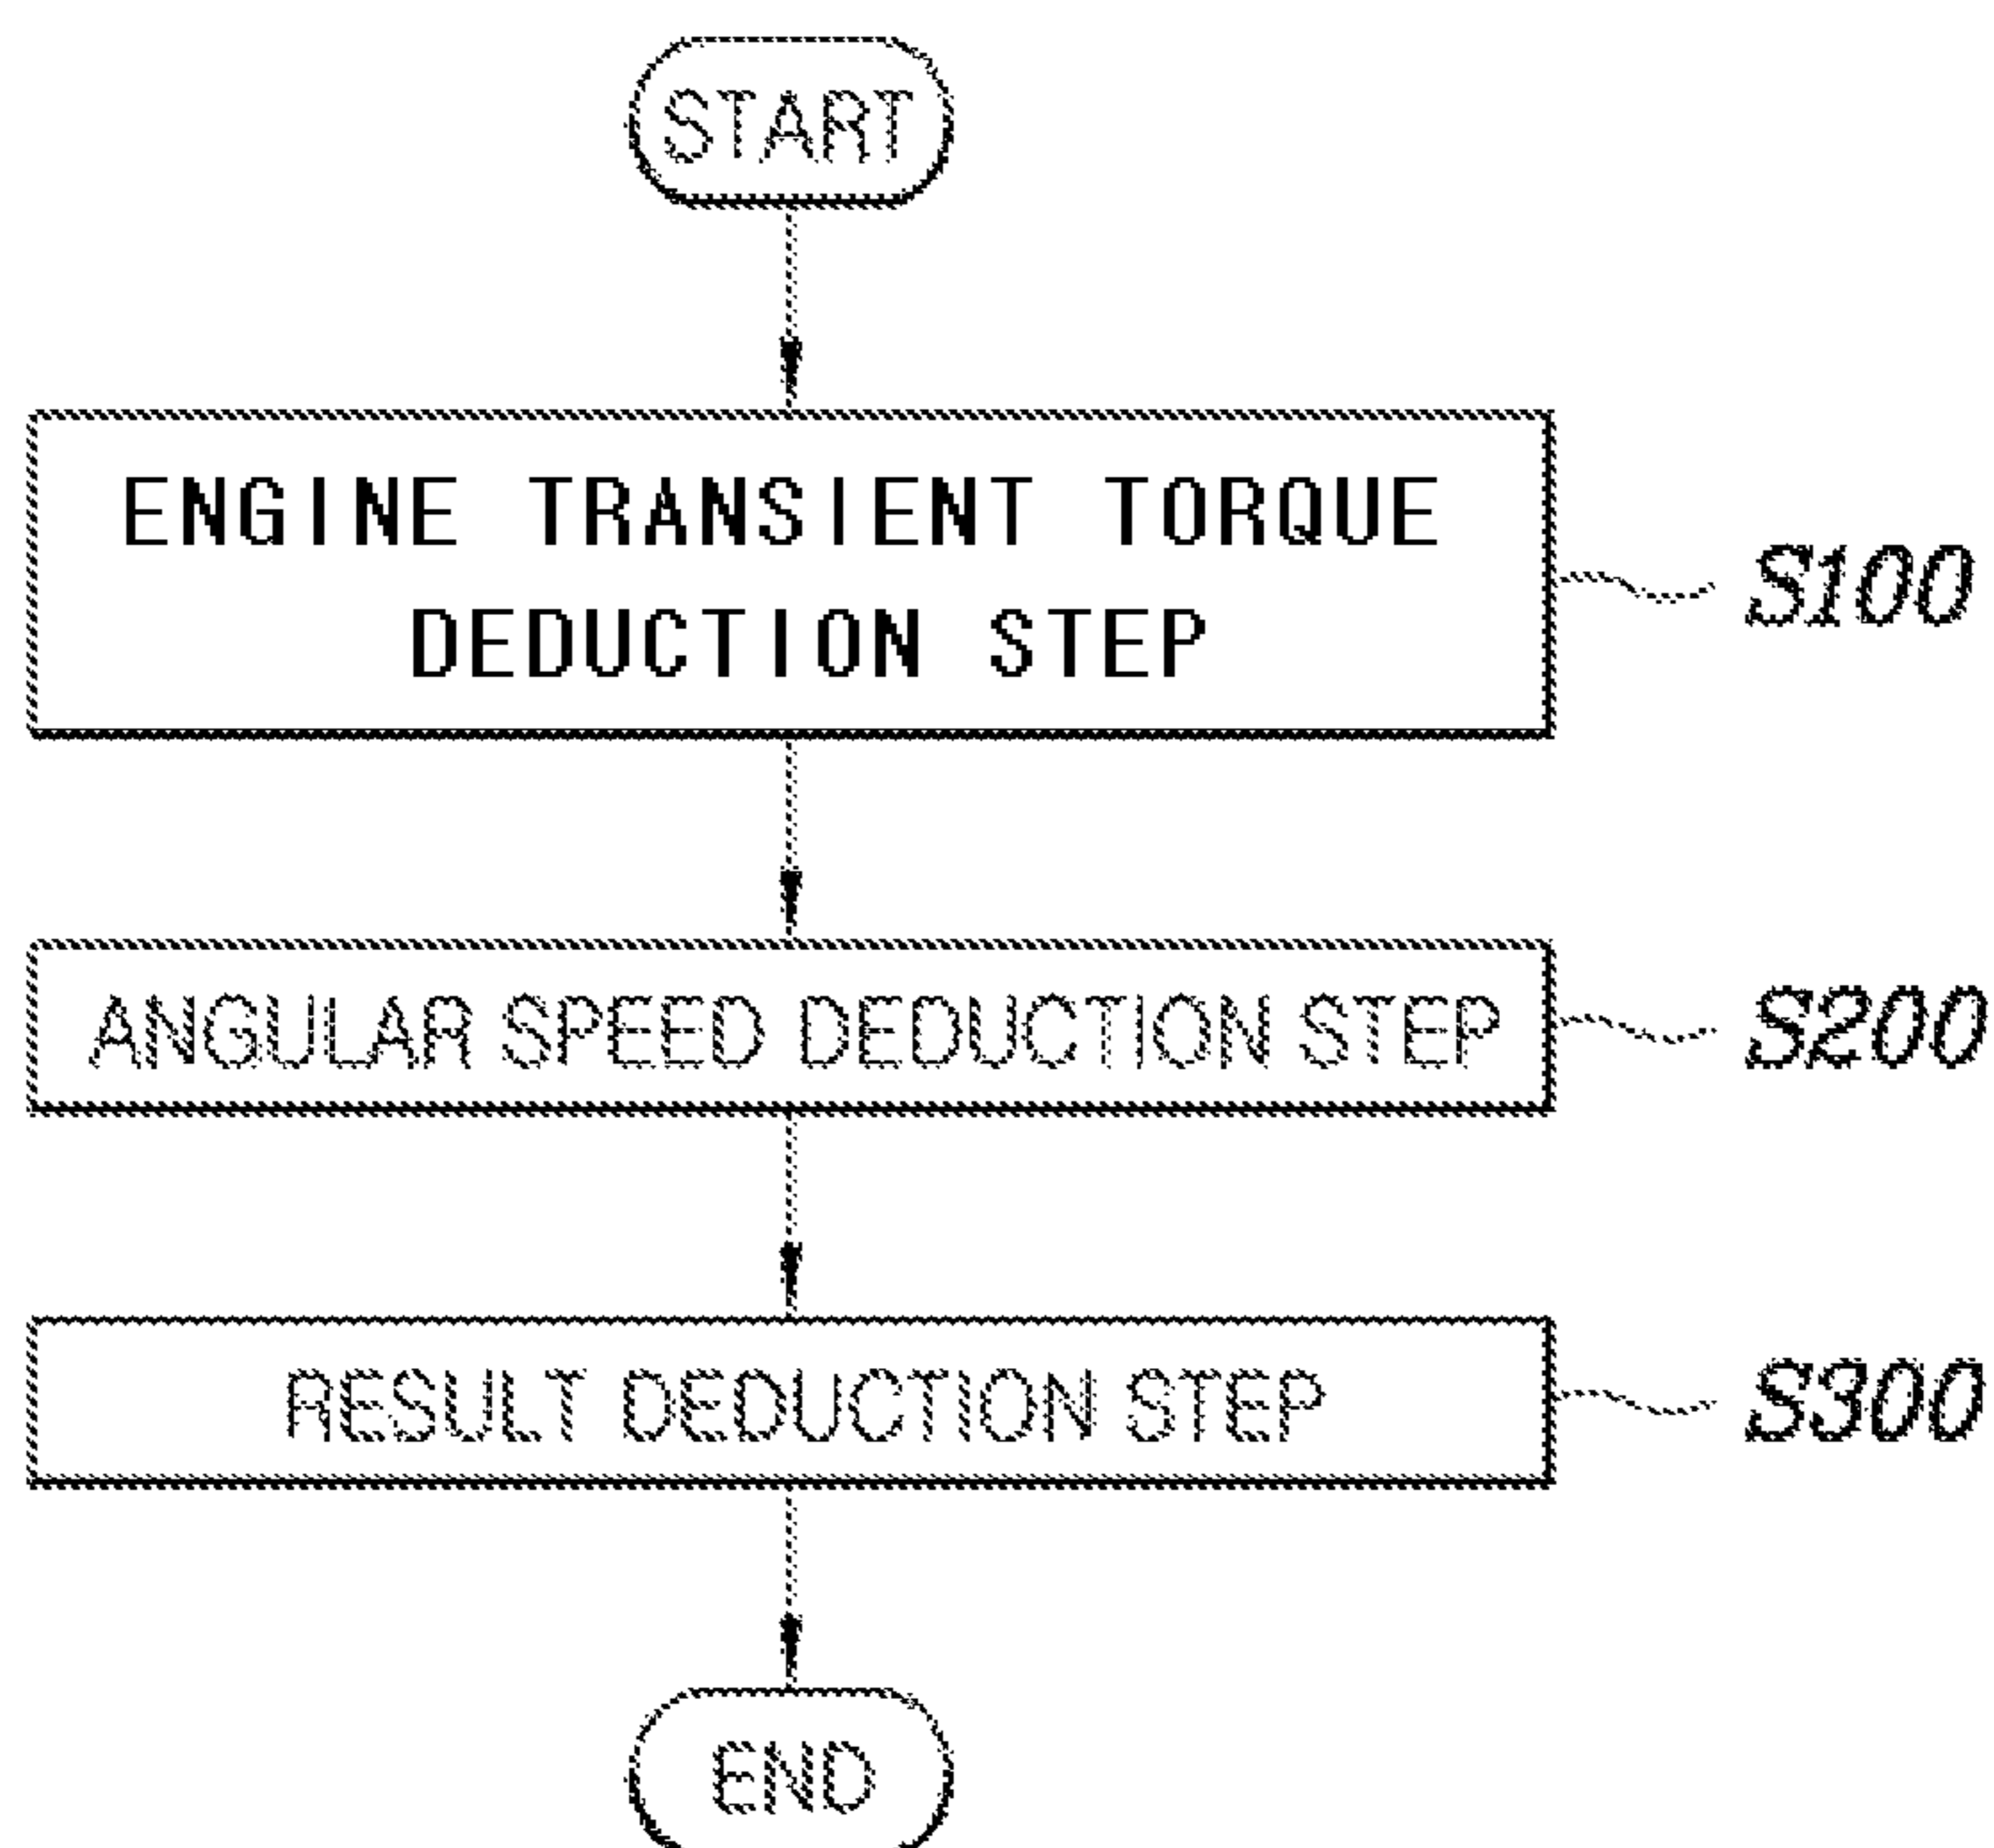 START
ENGINE TRANSIENT TORQUE
DEDUCTION STEP
S100
ANGULAR SPEED DEDUCTION STEP
S200
RESULT DEDUCTION STEP
S300
END